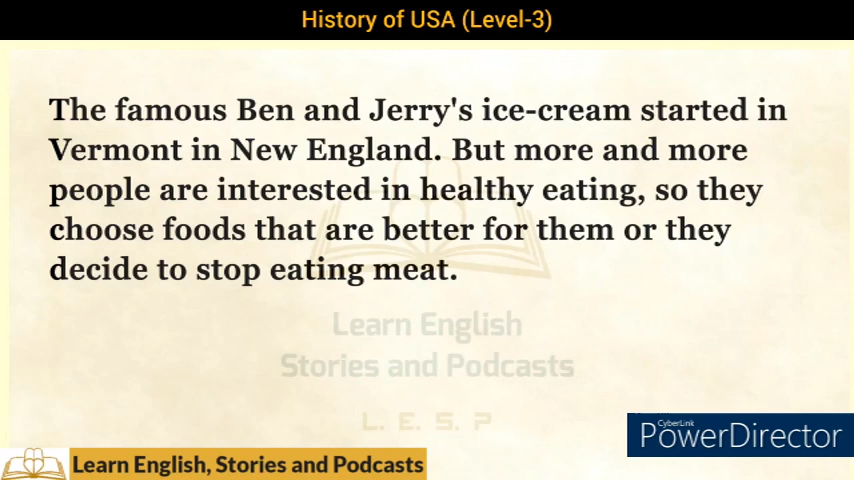 History of USA (Level-3)
The famous Ben and Jerry's ice-cream started in
Vermont in New England. But more and more
people are interested in healthy eating, so they
choose foods that are better for them or they
decide to stop eating meat.
Learn English
Stories and Podcasts
L. E. S. P
CyberLink
PowerDirector
Learn English, Stories and Podcasts